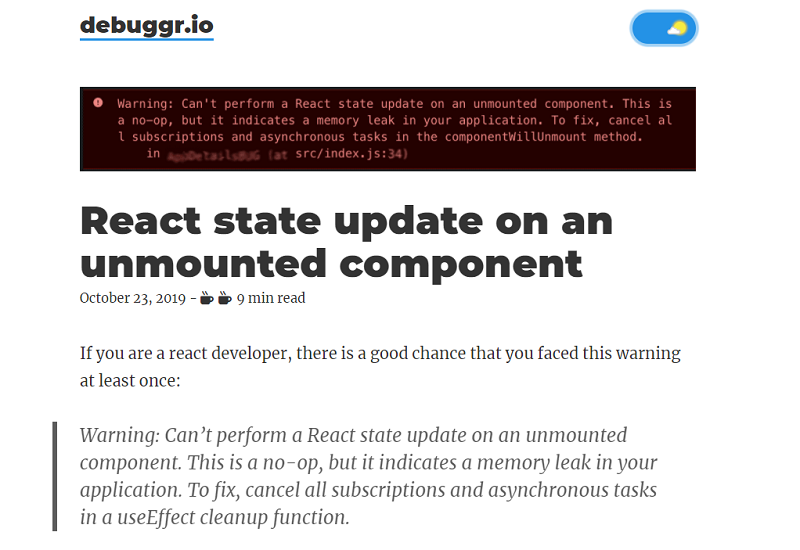 debuggr.io
Warning: Can't perform a React state update on an unmounted component. This is
a no-op, but it indicates a memory leak in your application. To fix, cancel al
l subscriptions and asynchronous tasks in the componentWillUnmount method.
in (at src/index.js:34)
React state update on an
unmounted component
October 23, 2019 - 9 min read
If you are a react developer, there is a good chance that you faced this warning
at least once:
Warning: Can’t perform a React state update on an unmounted
component. This is a no-op, but it indicates a memory leak in your
application. To fix, cancel all subscriptions and asynchronous tasks
in a useEffect cleanup function.